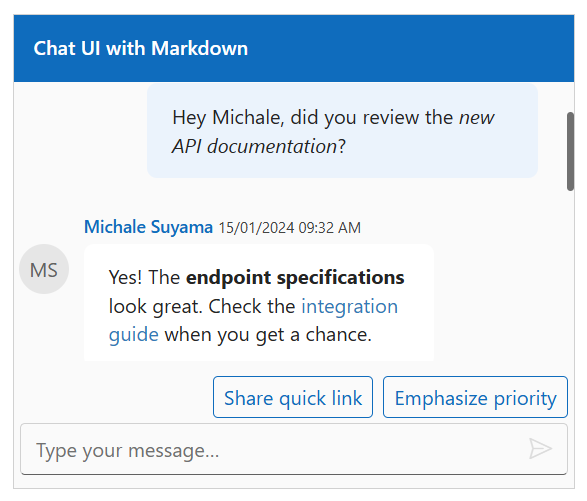 Chat UI with Markdown
Hey Michale, did you review the new
API documentation?
Michale Suyama 15/01/2024 09:32 AM
MS
Yes! The endpoint specifications
look great. Check the integration
guide when you get a chance.
Share quick link
Emphasize priority
Type your message...